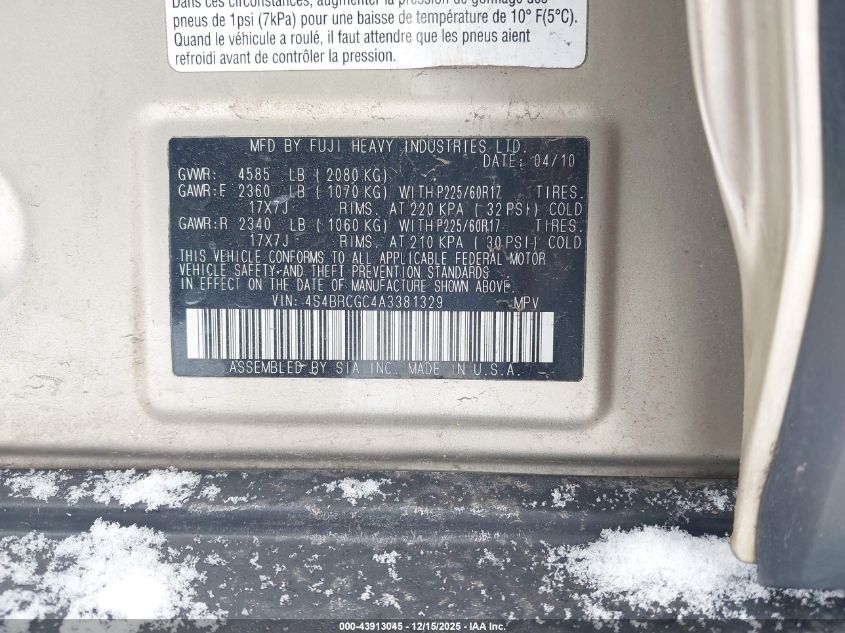 Dans ces circonstances, augmenter la pression de gonflage des
pneus de 1psi (7kPa) pour une baisse de température de 10° F(5°C).
Quand le véhicule a roulé, il faut attendre que les pneus aient
refroidi avant de contrôler la pression.
MFD BY FUJI HEAVY INDUSTRIES LTD.
DATE: 04/10
GVWR: 4585 LB ( 2080 KG)
GAWR:F 2360 LB ( 1070 KG) WITH P225/60R17 TIRES.
17X7J RIMS. AT 220 KPA ( 32 PSI) COLD
GAWR:R 2340 LB ( 1060 KG) WITH P225/60R17 TIRES.
17X7J RIMS. AT 210 KPA ( 30 PSI) COLD
THIS VEHICLE CONFORMS TO ALL APPLICABLE FEDERAL MOTOR
VEHICLE SAFETY AND THEFT PREVENTION STANDARDS
IN EFFECT ON THE DATE OF MANUFACTURE SHOWN ABOVE.
VIN: 4S4BRCGC4A3381329 MPV
ASSEMBLED BY SIA INC. MADE IN U.S.A.
000-43913045 - 12/15/2025 - IAA Inc.